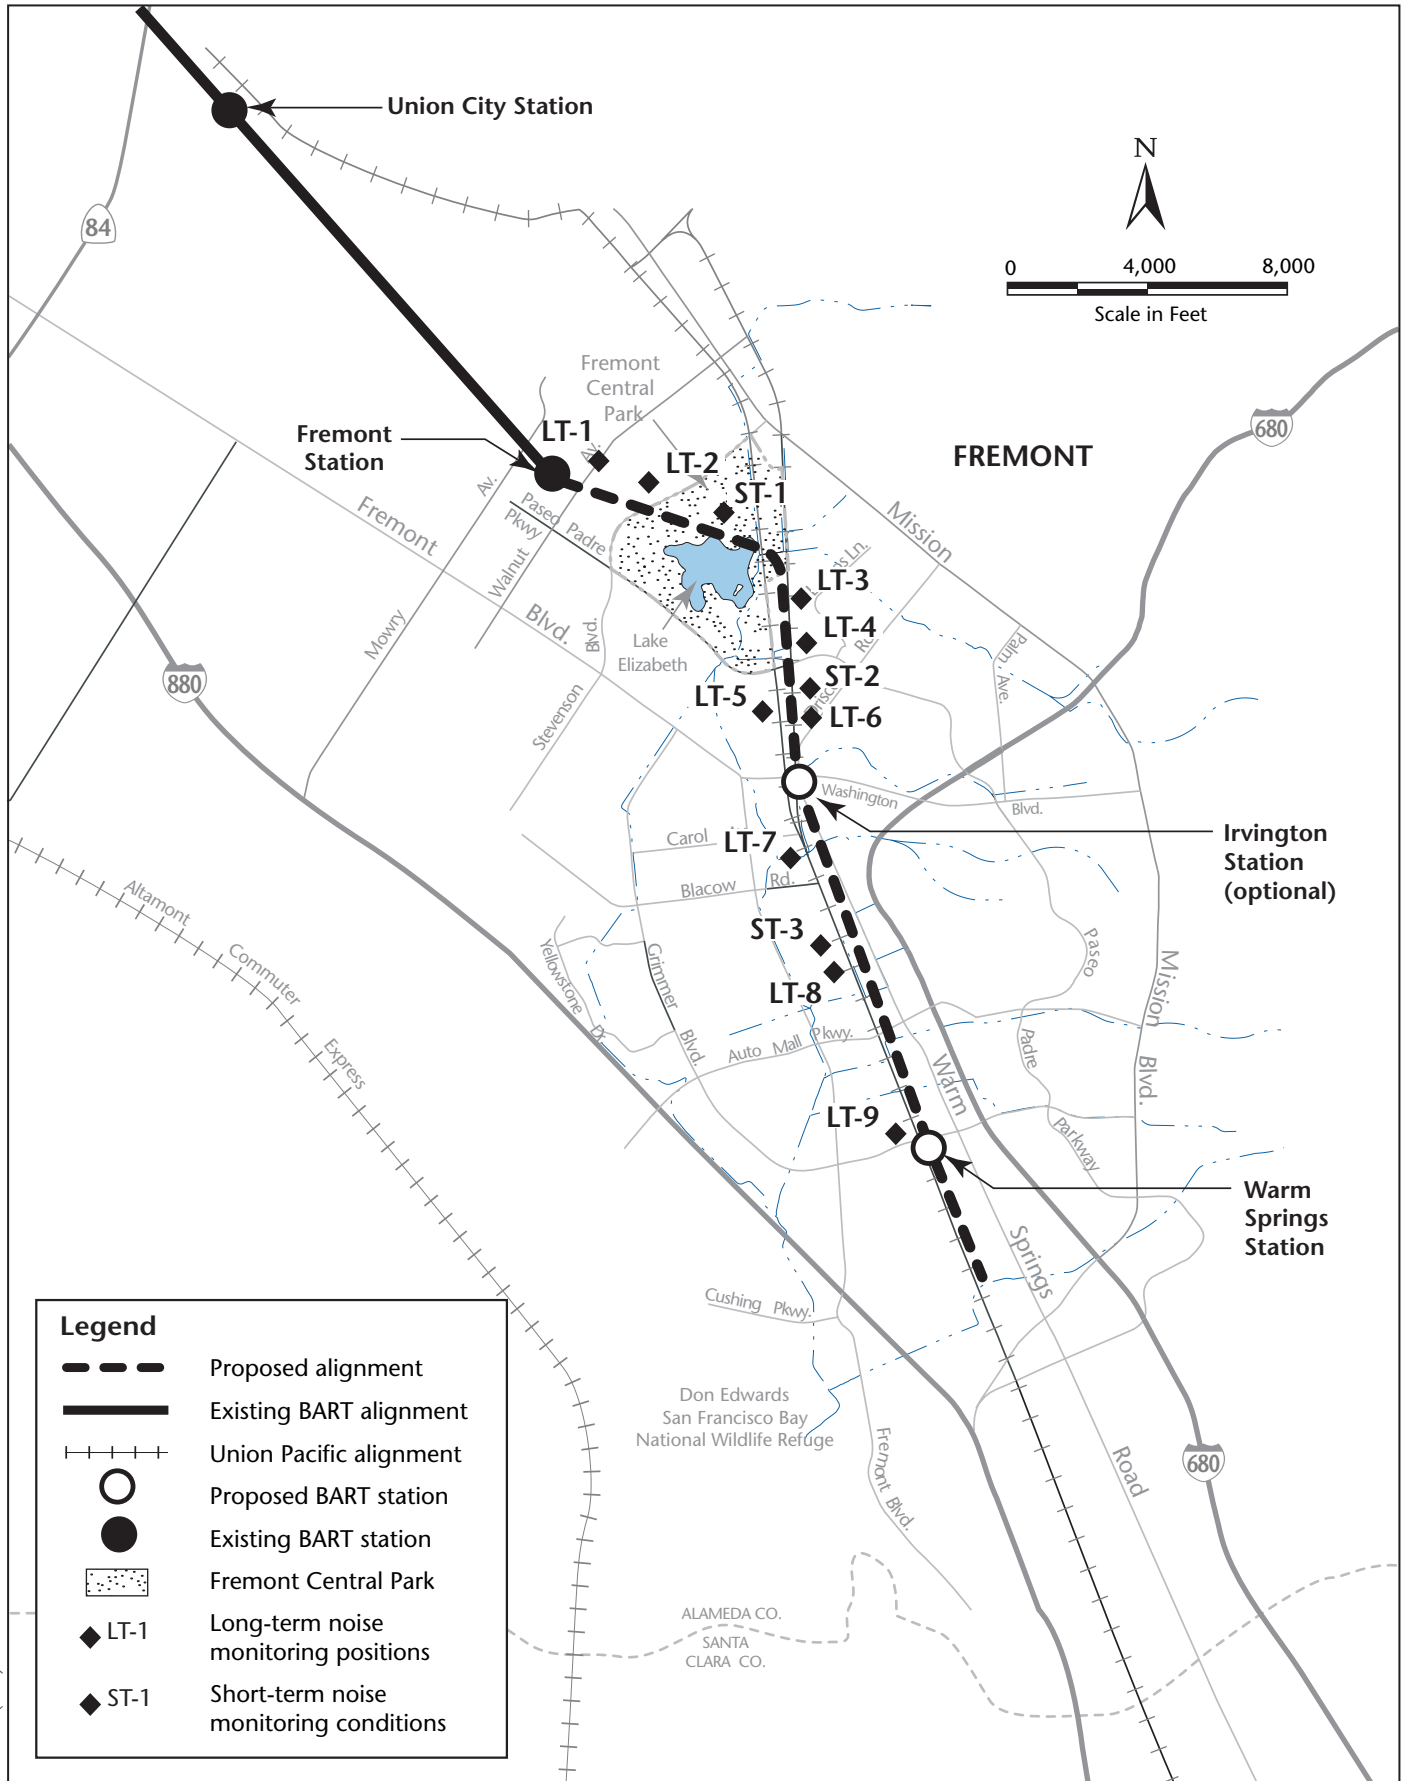 Union City Station
N
84
0 4,000 8,000
Scale in Feet
Fremont
Central
Park
680
Fremont
Station
LT-1
Av.
FREMONT
LT-2
Av.
ST-1
Pased Padre
Pkwy
Fremont Blvd.
Mission
Walnut
Ln.
LT-3
Mowry
Blvd.
Stevenson
Lake
Elizabeth
LT-4
Palm
Ave.
880
ST-2
LT-5
LT-6
Washington Blvd.
Irvington
Station
(optional)
Carol
LT-7
Blacow Rd.
Altamont
Commuter
Express
Yellowstone Dr.
Grimmer
Blvd.
ST-3
LT-8
Paseo
Padre
Parkway
Mission
Blvd.
Auto Mall Pkwy.
Warm
Springs
Road
LT-9
Warm
Springs
Station
Cushing Pkwy.
Don Edwards
San Francisco Bay
National Wildlife Refuge
Fremont Blvd.
680
ALAMEDA CO.
SANTA
CLARA CO.
Legend
Proposed alignment
Existing BART alignment
Union Pacific alignment
Proposed BART station
Existing BART station
Fremont Central Park
LT-1 Long-term noise
monitoring positions
ST-1 Short-term noise
monitoring conditions